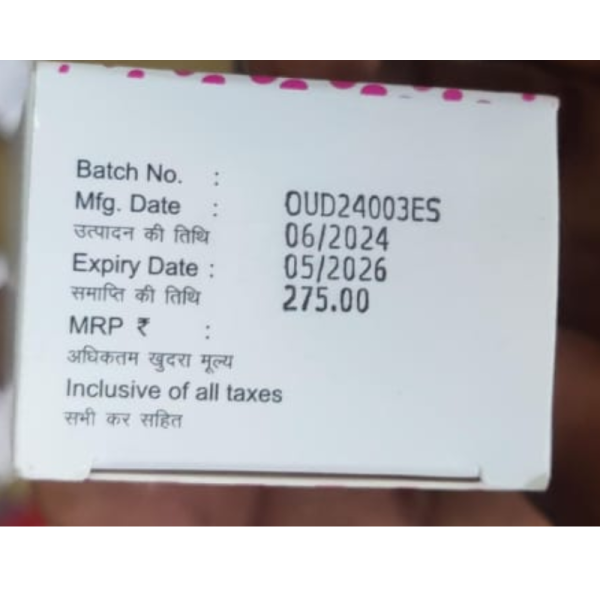 Batch No. :
Mfg. Date : OUD24003ES
उत्पादन की तिथि 06/2024
Expiry Date : 05/2026
समाप्ति की तिथि 275.00
MRP ₹ :
अधिकतम खुदरा मूल्य
Inclusive of all taxes
सभी कर सहित